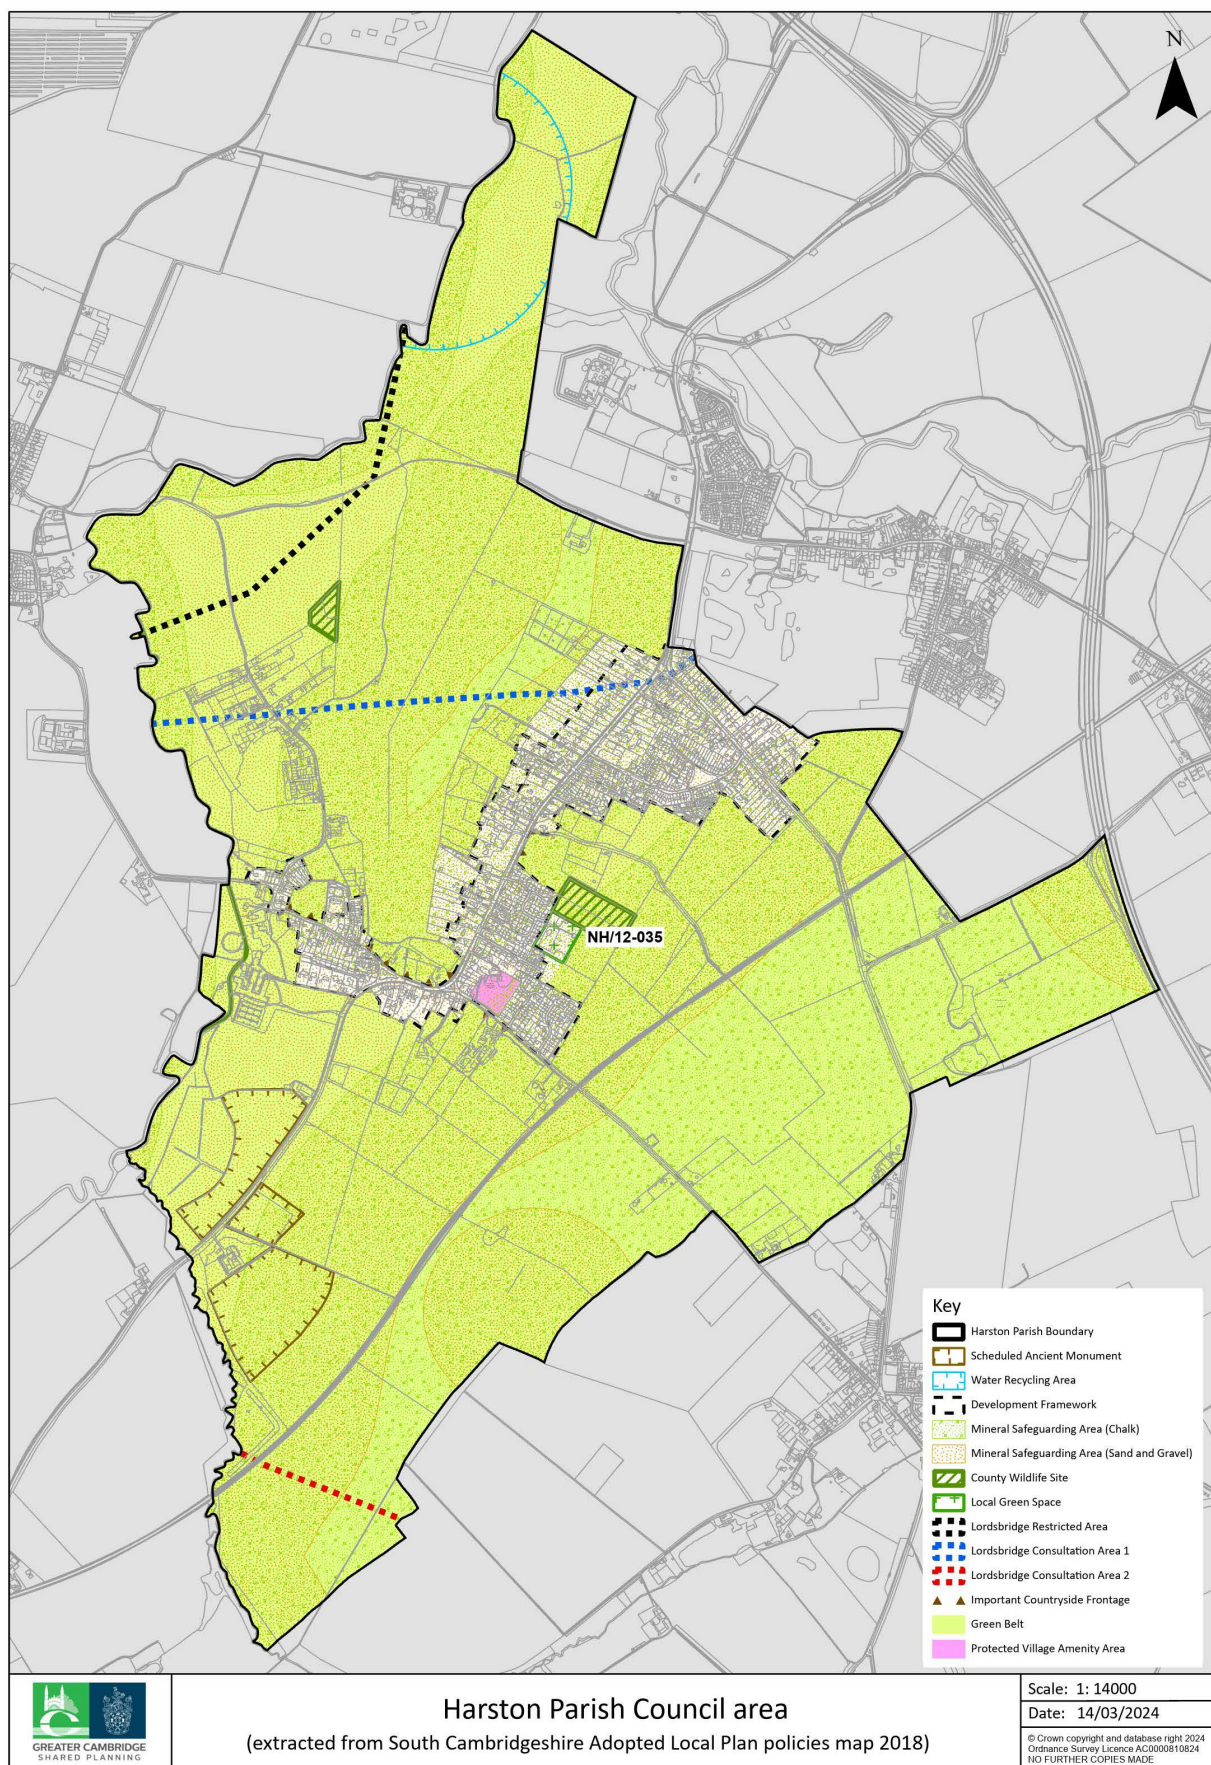 N
NH/12-035
Key
Harston Parish Boundary
Scheduled Ancient Monument
Water Recycling Area
Development Framework
Mineral Safeguarding Area (Chalk)
Mineral Safeguarding Area (Sand and Gravel)
County Wildlife Site
Local Green Space
Lordsbridge Restricted Area
Lordsbridge Consultation Area 1
Lordsbridge Consultation Area 2
Important Countryside Frontage
Green Belt
Protected Village Amenity Area
GREATER CAMBRIDGE
SHARED PLANNING
Harston Parish Council area
(extracted from South Cambridgeshire Adopted Local Plan policies map 2018)
Scale: 1: 14000
Date: 14/03/2024
© Crown copyright and database right 2024
Ordnance Survey Licence AC0000810824
NO FURTHER COPIES MADE